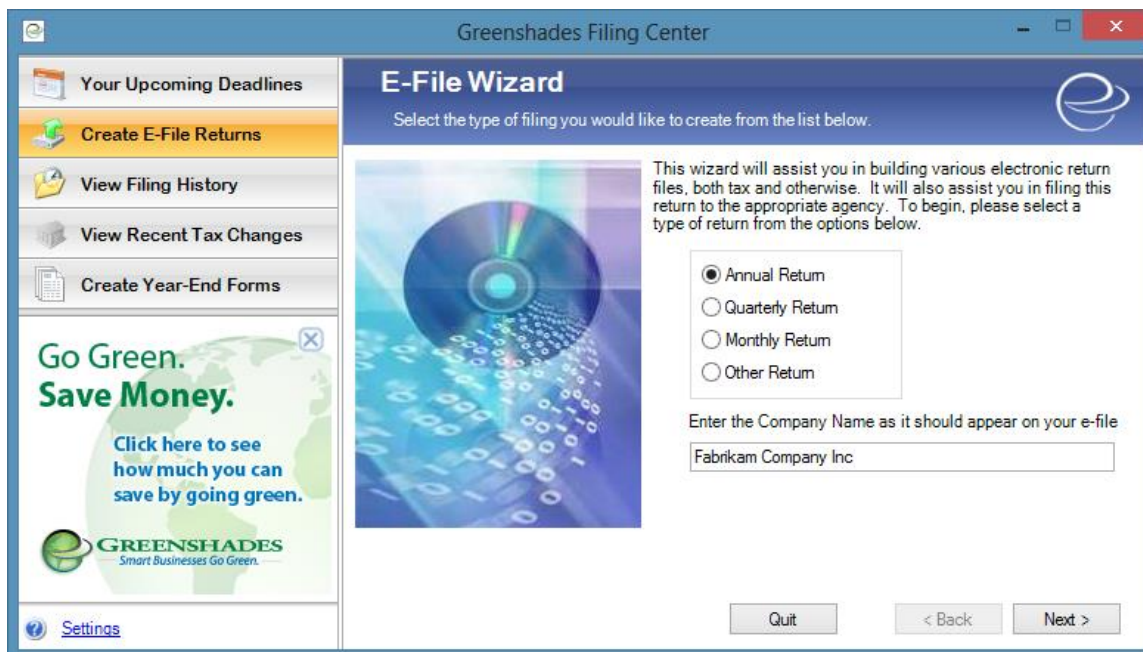 Greenshades Filing Center
Your Upcoming Deadlines
Create E-File Returns
View Filing History
View Recent Tax Changes
Create Year-End Forms
Go Green.
Save Money.
Click here to see
how much you can
save by going green.
GREENSHADES
Smart Businesses Go Green.
Settings
E-File Wizard
Select the type of filing you would like to create from the list below.
This wizard will assist you in building various electronic return
files, both tax and otherwise. It will also assist you in filing this
return to the appropriate agency. To begin, please select a
type of return from the options below.
Annual Return
Quarterly Return
Monthly Return
Other Return
Enter the Company Name as it should appear on your e-file
Fabrikam Company Inc
Quit
< Back
Next >